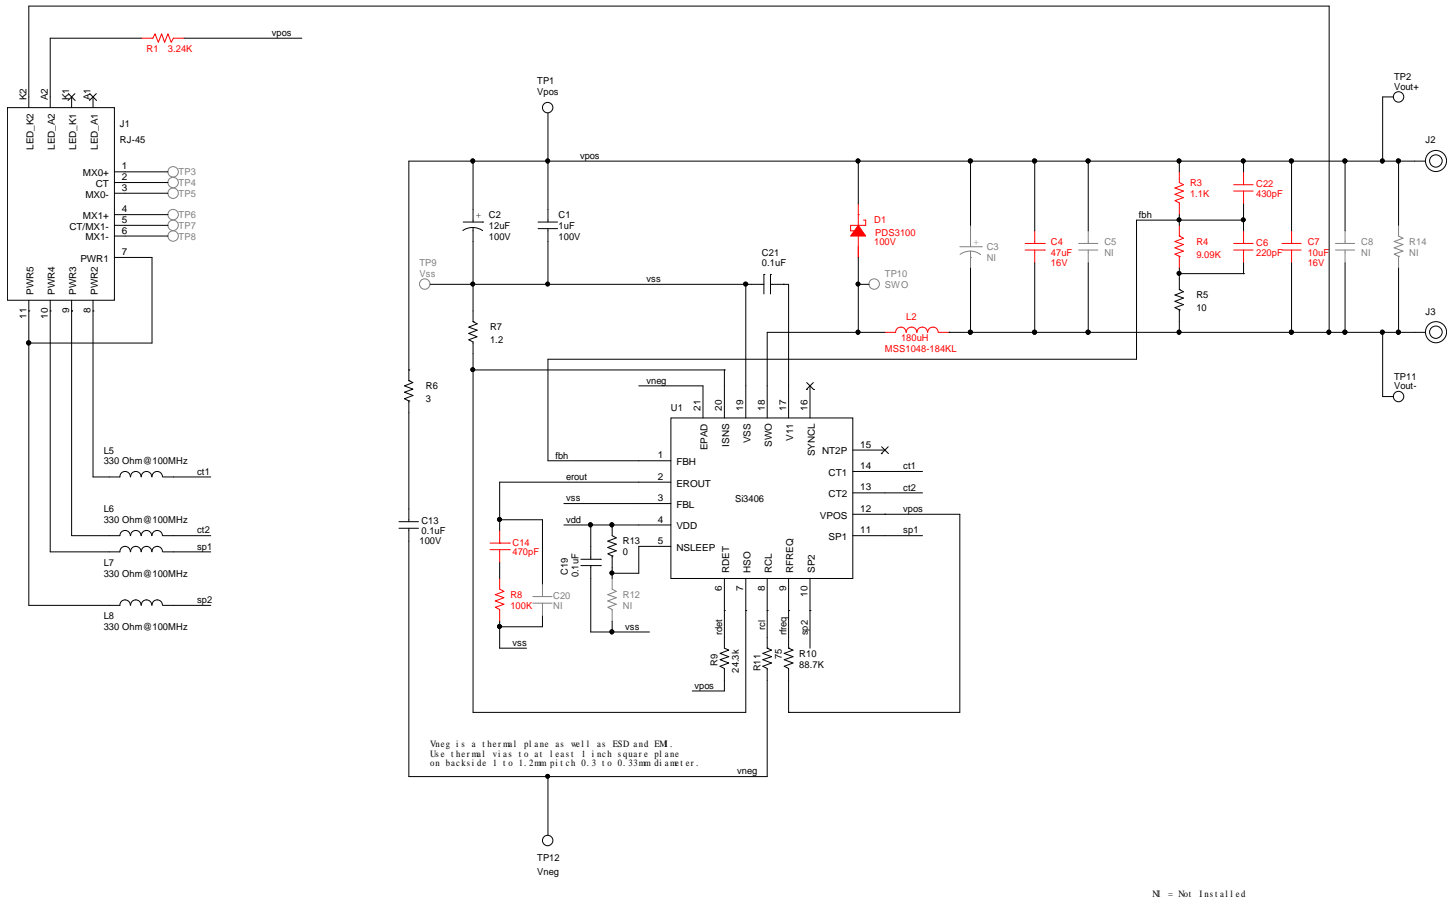 R1 3.24K
vpos
K2
A2
K1
A1
LED_K2
LED_A2
LED_K1
LED_A1
J1
RJ-45
MX0+ 1 TP3
CT 2 TP4
MX0- 3 TP5
MX1+ 4 TP6
CT/MX1- 5 TP7
MX1- 6 TP8
PWR1 7
PWR5
PWR4
PWR3
PWR2
11
10
9
8
L5
330 Ohm@100MHz
ct1
L6
330 Ohm@100MHz
ct2
sp1
L7
330 Ohm@100MHz
sp2
L8
330 Ohm@100MHz
TP1
Vpos
vpos
C2
12uF
100V
+
C1
1uF
100V
TP9
Vss
vss
C21
0.1uF
R7
1.2
R6
3
C13
0.1uF
100V
D1
PDS3100
100V
TP10
SWO
L2
180uH
MSS1048-184KL
+
C3
NI
C4
47uF
16V
C5
NI
fbh
R3
1.1K
C22
430pF
R4
9.09K
C6
220pF
R5
10
C7
10uF
16V
C8
NI
R14
NI
TP2
Vout+
J2
J3
TP11
Vout-
vneg
U1
21
20
19
18
17
16
EPAD
ISNS
VSS
SWO
V11
SYNCL
fbh 1 FBH
erout 2 EROUT
vss 3 FBL
vdd 4 VDD
5 NSLEEP
Si3406
NT2P 15
CT1 14 ct1
CT2 13 ct2
VPOS 12 vpos
SP1 11 sp1
RDET
HSO
RCL
RFREQ
SP2
6
7
8
9
10
rdet
rcl
rfreq
sp2
C14
470pF
R8
100K
C20
NI
vss
C19
0.1uF
R13
0
R12
NI
vss
R9
24.3k
vpos
R11
75
R10
88.7K
Vneg is a thermal plane as well as ESD and EMI.
Use thermal vias to at least 1 inch square plane
on backside 1 to 1.2mm pitch 0.3 to 0.33mm diameter.
vneg
TP12
Vneg
NI = Not Installed